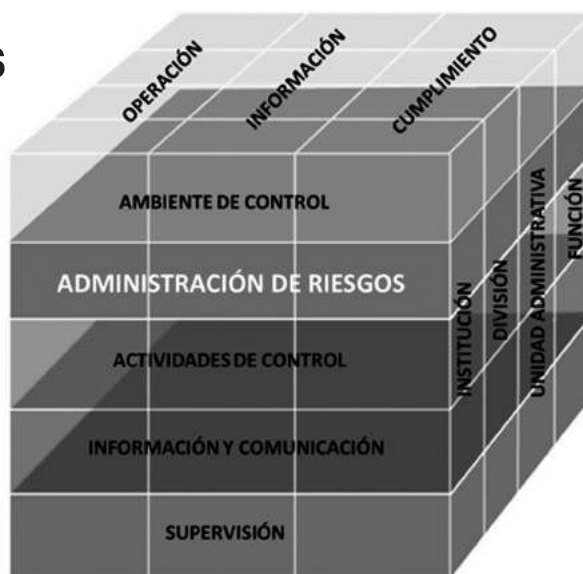 S
OPERACIÓN
INFORMACIÓN
CUMPLIMIENTO
AMBIENTE DE CONTROL
ADMINISTRACIÓN DE RIESGOS
ACTIVIDADES DE CONTROL
INFORMACIÓN Y COMUNICACIÓN
SUPERVISIÓN
INSTITUCIÓN
DIVISIÓN
UNIDAD ADMINISTRATIVA
FUNCIÓN